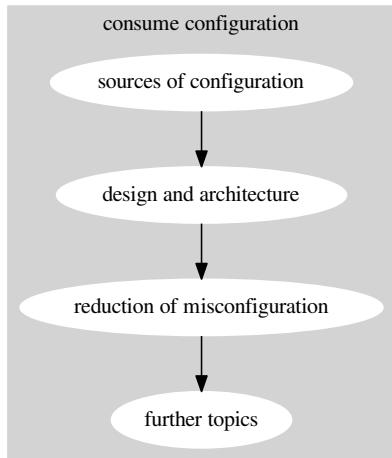 consume configuration
sources of configuration
design and architecture
reduction of misconfiguration
further topics